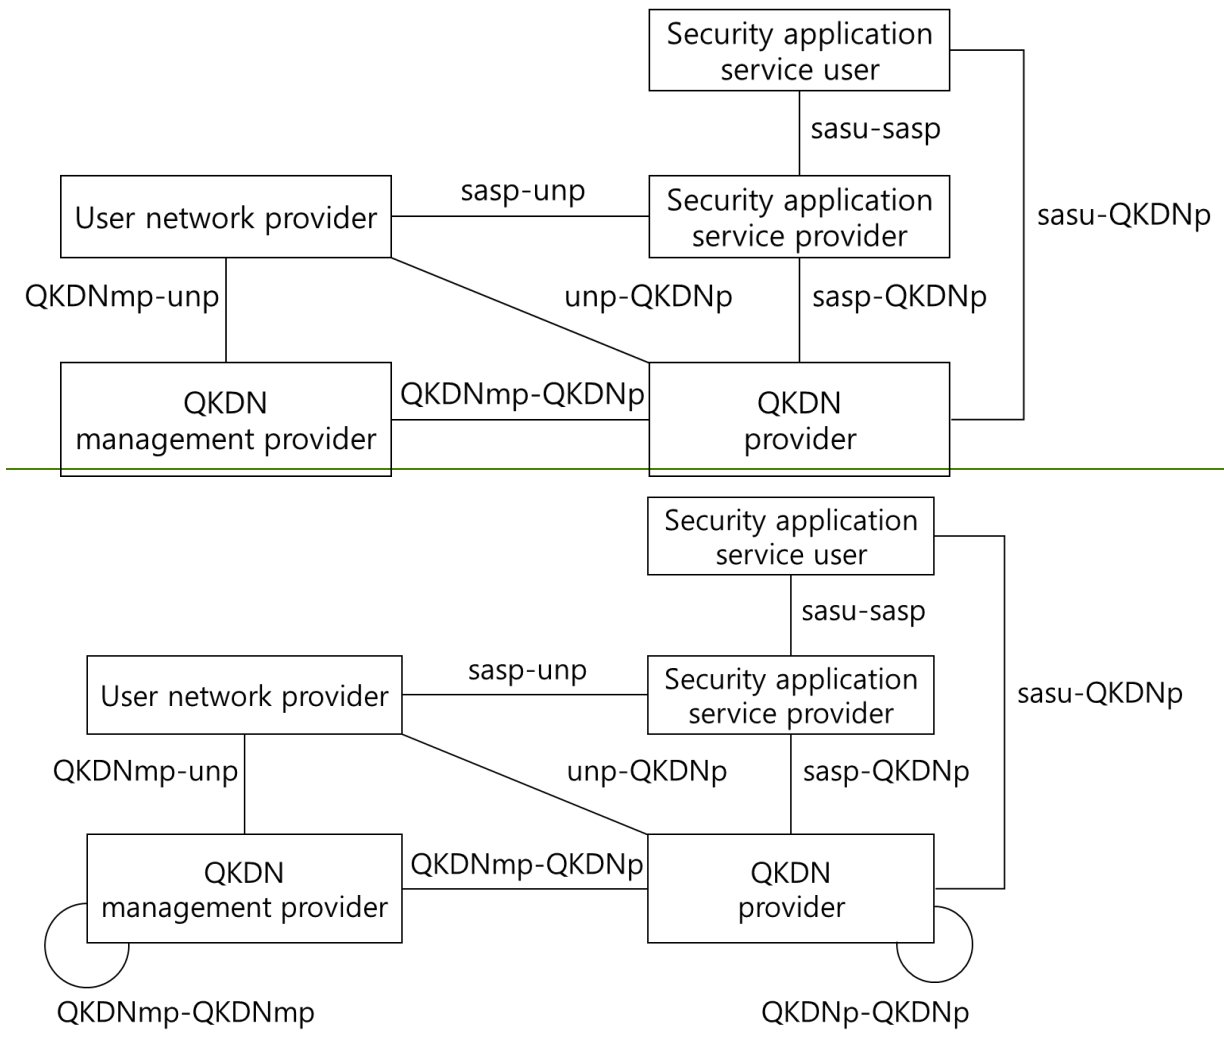 Security application
service user
sasu-sasp
sasp-unp
User network provider
Security application
service provider
sasu-QKDNp
QKDNmp-unp
unp-QKDNp
sasp-QKDNp
QKDN
management provider
QKDNmp-QKDNp
QKDN
provider
Security application
service user
sasu-sasp
sasp-unp
User network provider
Security application
service provider
sasu-QKDNp
QKDNmp-unp
unp-QKDNp
sasp-QKDNp
QKDN
management provider
QKDNmp-QKDNp
QKDN
provider
QKDNmp-QKDNmp
QKDNp-QKDNp